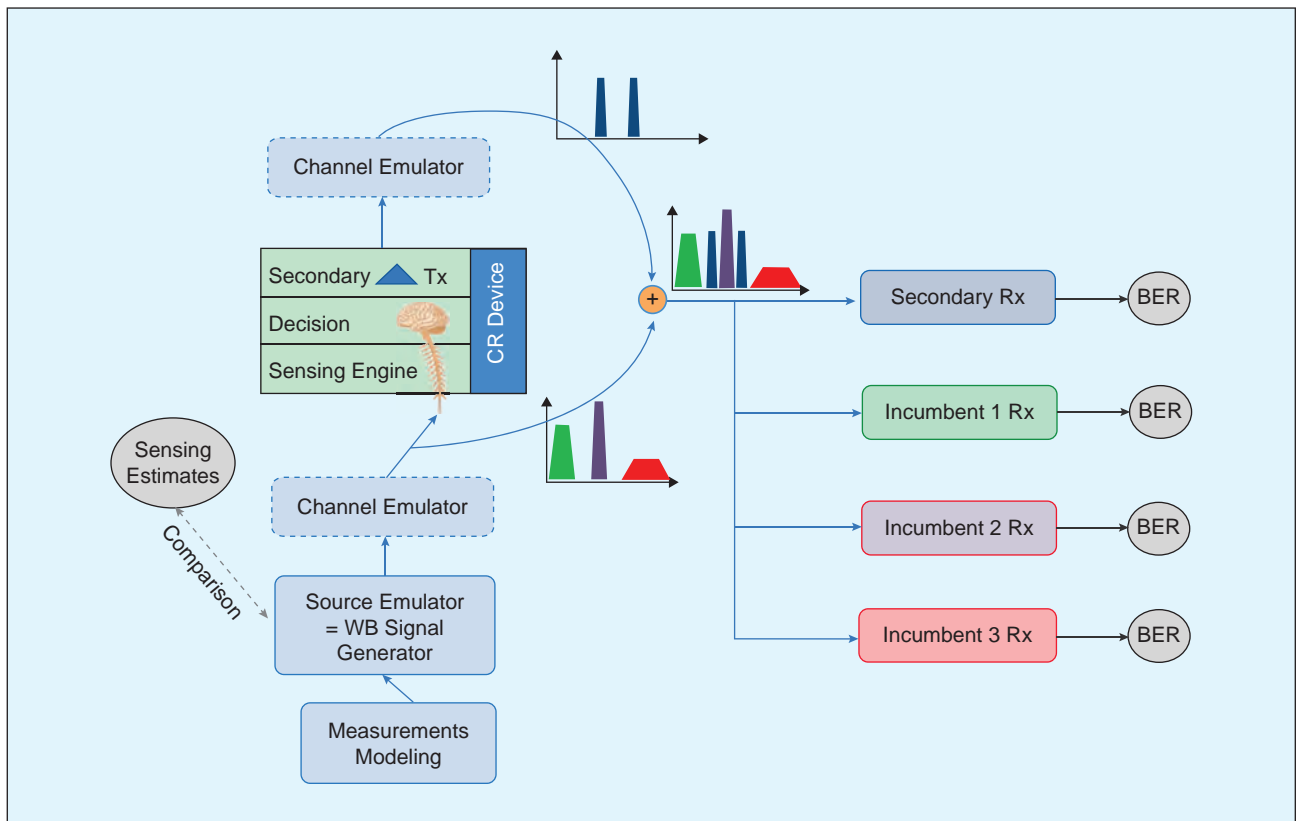 Channel Emulator
Secondary Tx
Decision
Sensing Engine
CR Device
+
Secondary Rx
BER
Incumbent 1 Rx
BER
Incumbent 2 Rx
BER
Incumbent 3 Rx
BER
Sensing
Estimates
Comparison
Channel Emulator
Source Emulator
= WB Signal
Generator
Measurements
Modeling